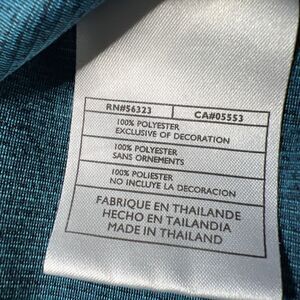 RN#56323 CA#05553
100% POLYESTER
EXCLUSIVE OF DECORATION
100% POLYESTER
SANS ORNEMENTS
100% POLIESTER
NO INCLUYE LA DECORACION
FABRIQUE EN THAILANDE
HECHO EN TAILANDIA
MADE IN THAILAND